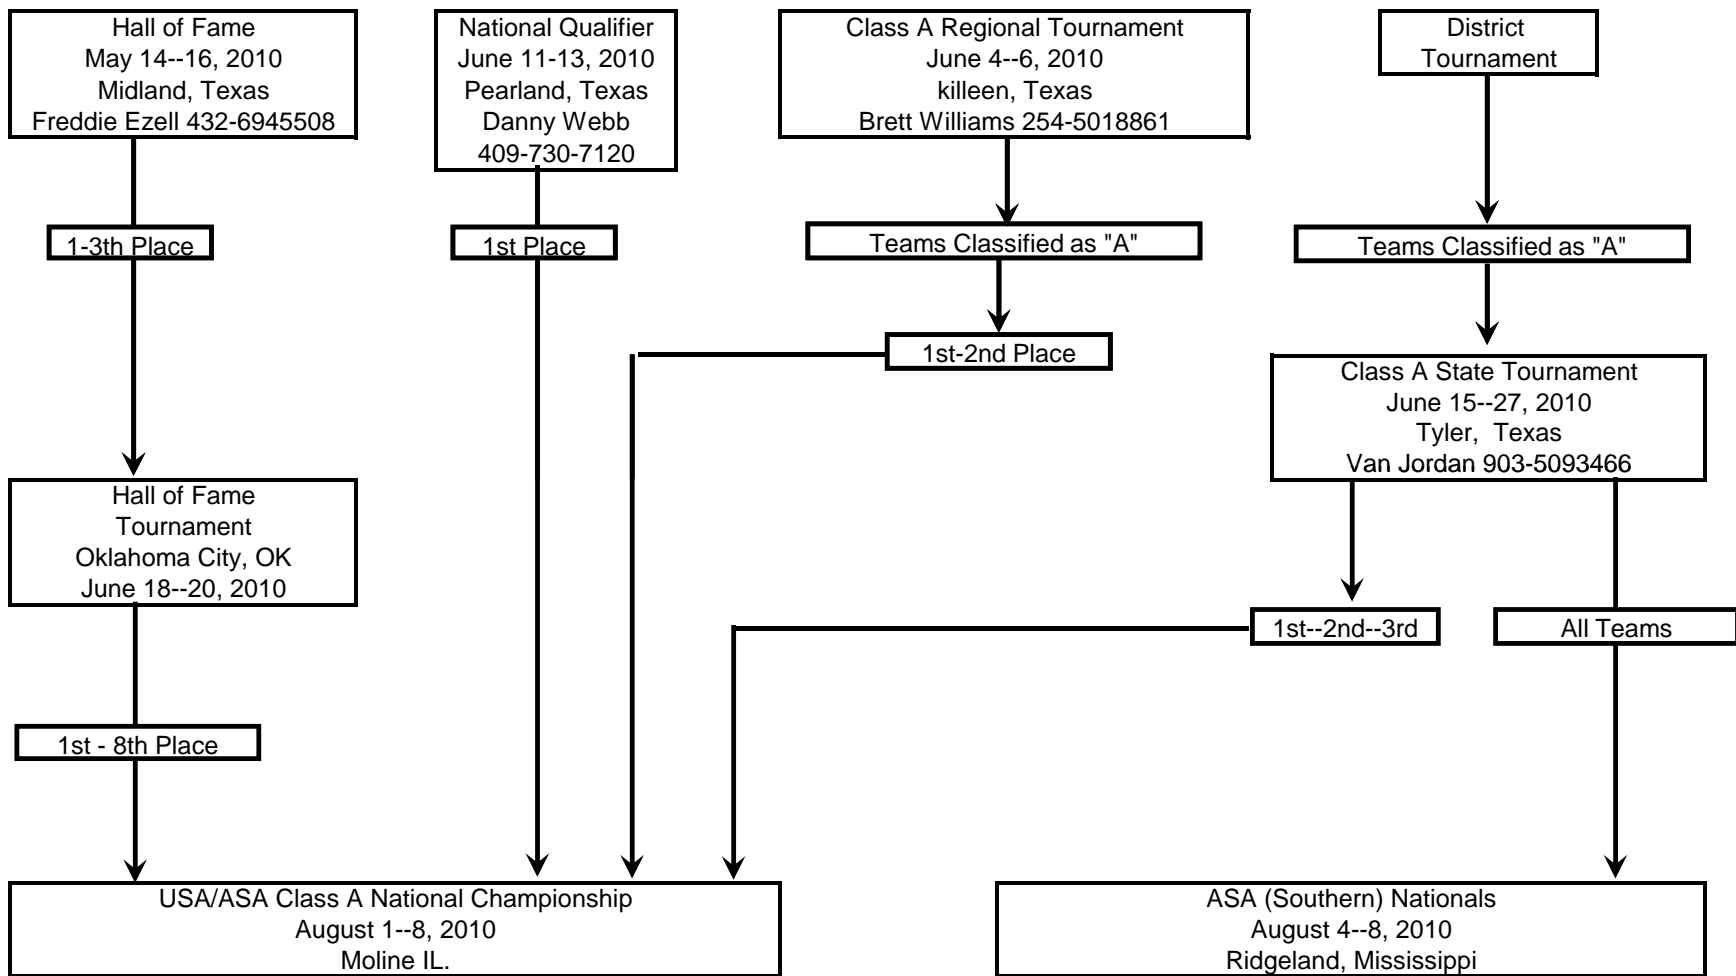 Hall of Fame
May 14--16, 2010
Midland, Texas
Freddie Ezell 432-6945508
National Qualifier
June 11-13, 2010
Pearland, Texas
Danny Webb
409-730-7120
Class A Regional Tournament
June 4--6, 2010
killeen, Texas
Brett Williams 254-5018861
District
Tournament
1-3th Place
1st Place
Teams Classified as "A"
Teams Classified as "A"
1st-2nd Place
Class A State Tournament
June 15--27, 2010
Tyler, Texas
Van Jordan 903-5093466
Hall of Fame
Tournament
Oklahoma City, OK
June 18--20, 2010
1st--2nd--3rd
All Teams
1st - 8th Place
USA/ASA Class A National Championship
August 1--8, 2010
Moline IL.
ASA (Southern) Nationals
August 4--8, 2010
Ridgeland, Mississippi